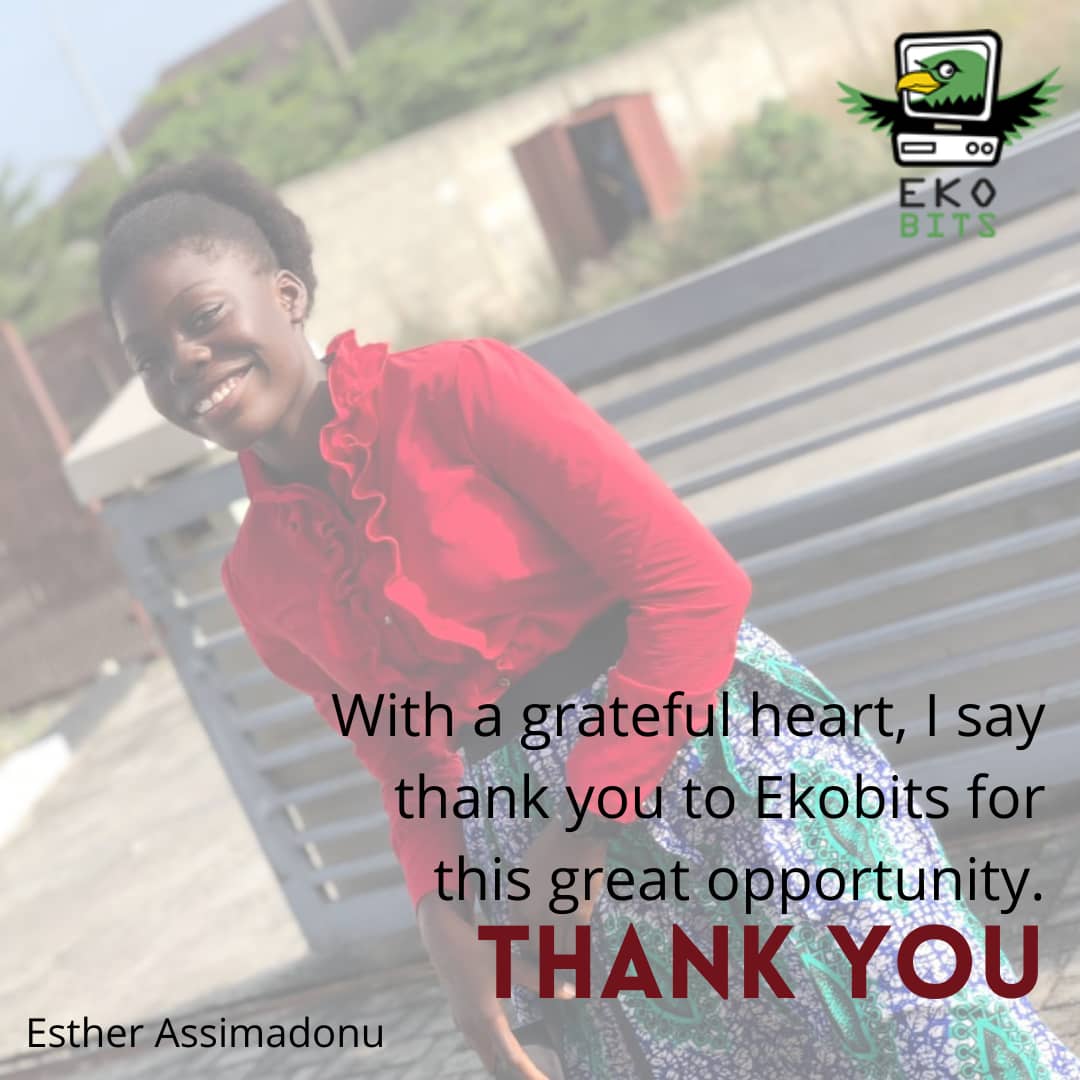 EKO
BITS
With a grateful heart, I say
thank you to Ekobits for
this great opportunity.
THANK YOU
Esther Assimadonu